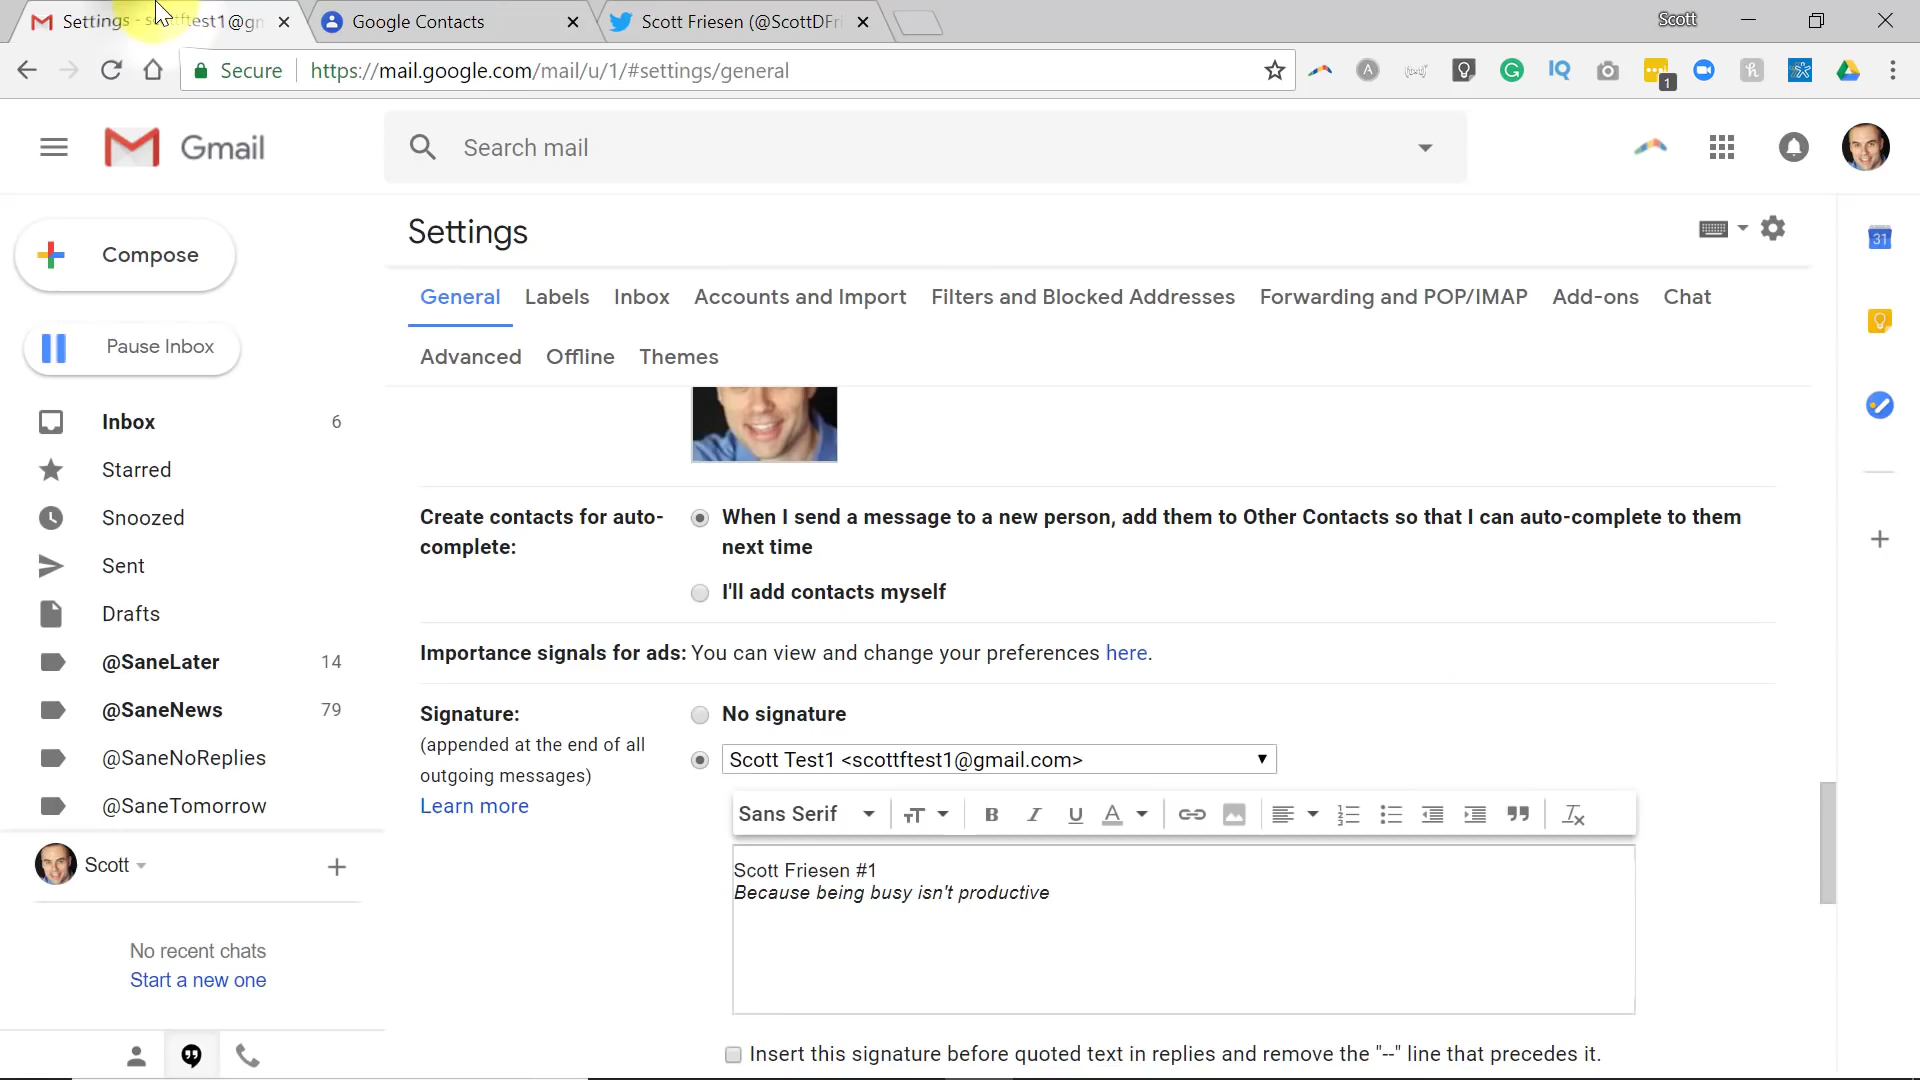 Settings - scottftest1@gm
Google Contacts
Scott Friesen (@ScottDFri
Scott
Secure
https://mail.google.com/mail/u/1/#settings/general
1
Gmail
Search mail
Settings
31
Compose
General
Labels
Inbox
Accounts and Import
Filters and Blocked Addresses
Forwarding and POP/IMAP
Add-ons
Chat
Pause Inbox
Advanced
Offline
Themes
Inbox
6
Starred
Snoozed
Sent
Drafts
@SaneLater
14
@SaneNews
79
@SaneNoReplies
@SaneTomorrow
Scott
No recent chats
Start a new one
Create contacts for auto-
complete:
When I send a message to a new person, add them to Other Contacts so that I can auto-complete to them
next time
I'll add contacts myself
Importance signals for ads: You can view and change your preferences here.
Signature:
(appended at the end of all
outgoing messages)
Learn more
No signature
Scott Test1 <scottftest1@gmail.com>
Sans Serif
Scott Friesen #1
Because being busy isn't productive
Insert this signature before quoted text in replies and remove the "--" line that precedes it.